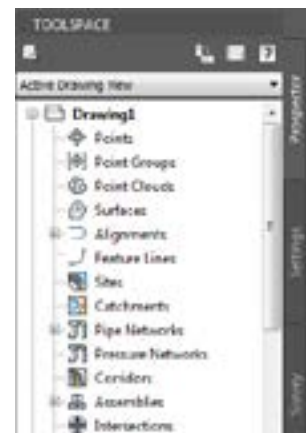 TOOLSPACE
Active Drawing View
Drawing1
Points
Point Groups
Point Clouds
Surfaces
Alignments
Feature Lines
Sites
Catchments
Pipe Networks
Pressure Networks
Corridors
Assemblies
Intersections
Prospector
Settings
Survey